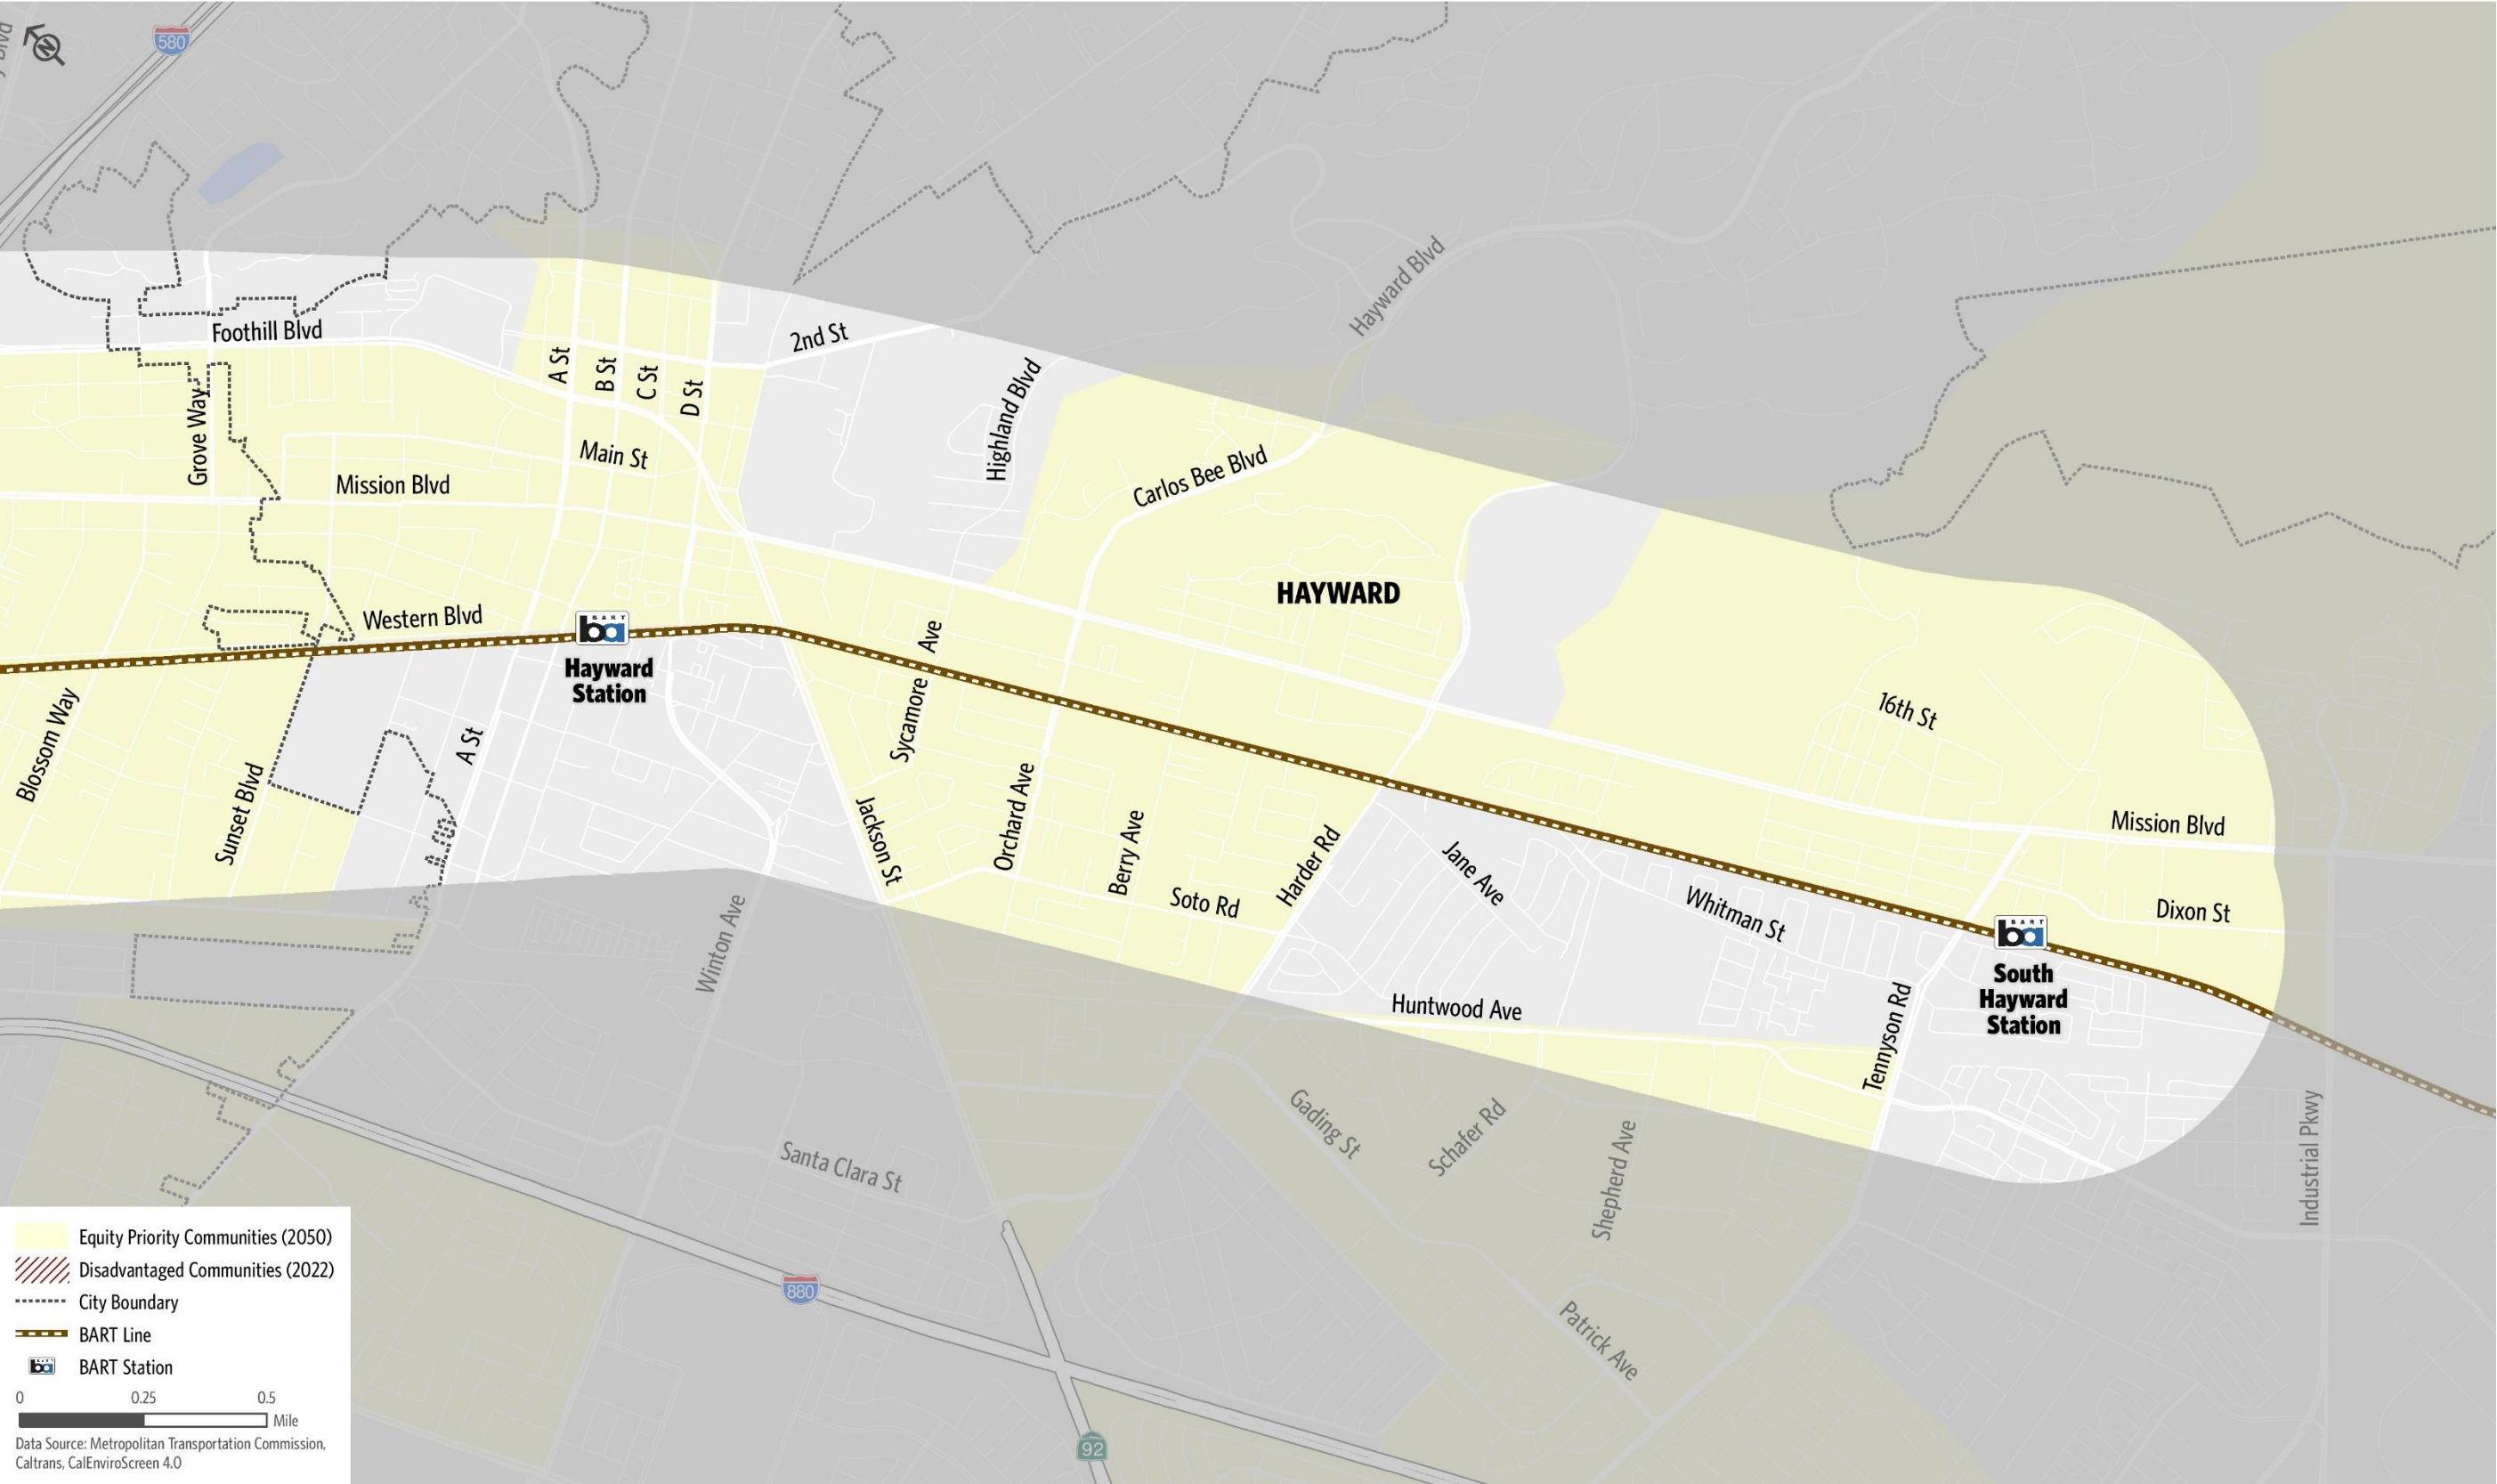 580
N
Foothill Blvd
A St
B St
C St
D St
2nd St
Hayward Blvd
Highland Blvd
Grove Way
Main St
Mission Blvd
Carlos Bee Blvd
HAYWARD
Western Blvd
BART
ba
Hayward
Station
Sycamore Ave
Blossom Way
Sunset Blvd
A St
16th St
Jackson St
Orchard Ave
Berry Ave
Soto Rd
Harder Rd
Jane Ave
Whitman St
Mission Blvd
Dixon St
BART
ba
South
Hayward
Station
Winton Ave
Huntwood Ave
Tennyson Rd
Gading St
Schafer Rd
Shepherd Ave
Industrial Pkwy
Santa Clara St
880
Patrick Ave
92
Equity Priority Communities (2050)
Disadvantaged Communities (2022)
City Boundary
BART Line
ba
BART Station
0 0.25 0.5
Mile
Data Source: Metropolitan Transportation Commission,
Caltrans, CalEnviroScreen 4.0